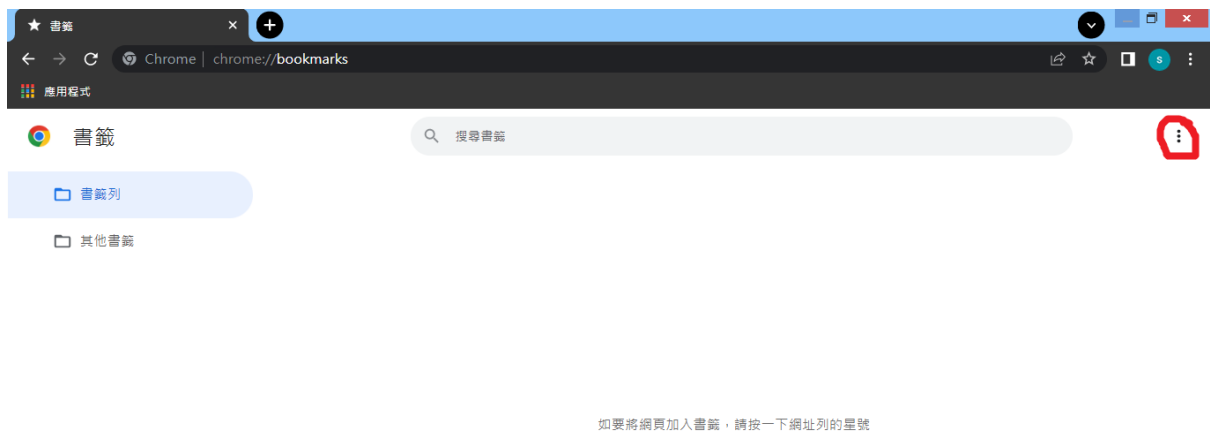 書籤
Chrome | chrome://bookmarks
s
應用程式
書籤
搜尋書籤
書籤列
其他書籤
如要將網頁加入書籤，請按一下網址列的星號